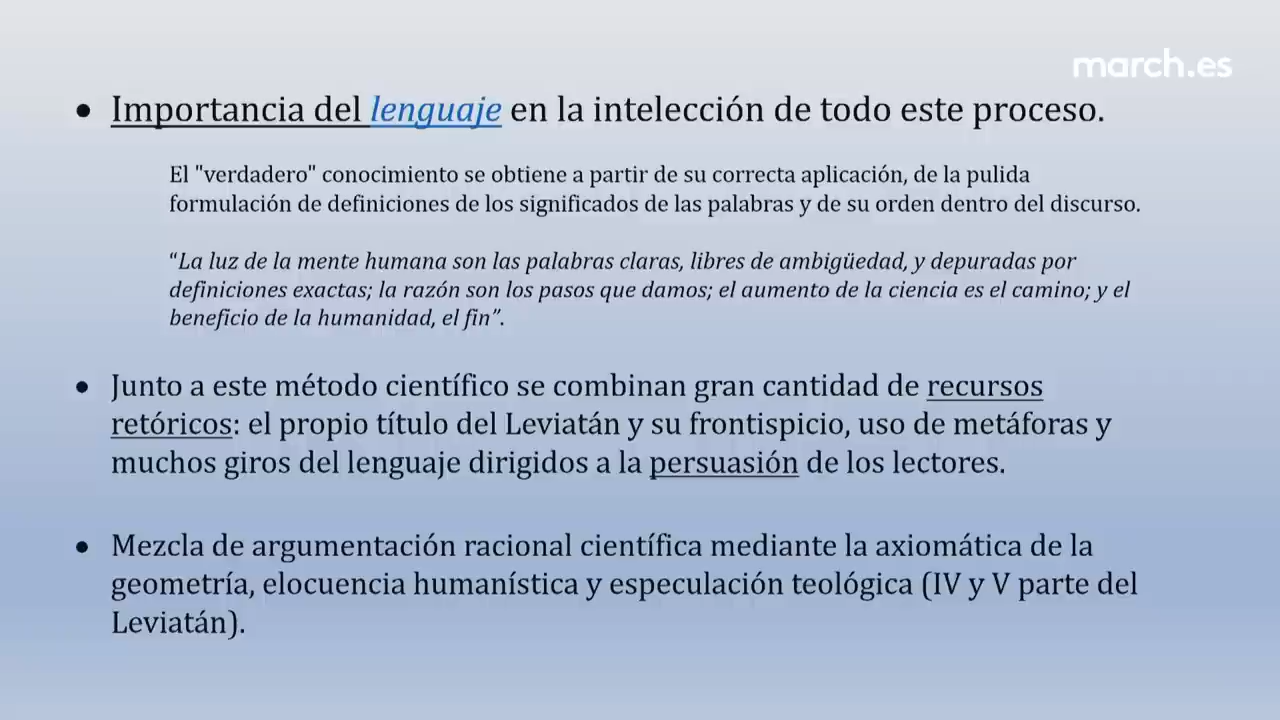 march.es
• Importancia del lenguaje en la intelección de todo este proceso.
El "verdadero" conocimiento se obtiene a partir de su correcta aplicación, de la pulida
formulación de definiciones de los significados de las palabras y de su orden dentro del discurso.
“La luz de la mente humana son las palabras claras, libres de ambigüedad, y depuradas por
definiciones exactas; la razón son los pasos que damos; el aumento de la ciencia es el camino; y el
beneficio de la humanidad, el fin”.
• Junto a este método científico se combinan gran cantidad de recursos
retóricos: el propio título del Leviatán y su frontispicio, uso de metáforas y
muchos giros del lenguaje dirigidos a la persuasión de los lectores.
• Mezcla de argumentación racional científica mediante la axiomática de la
geometría, elocuencia humanística y especulación teológica (IV y V parte del
Leviatán).